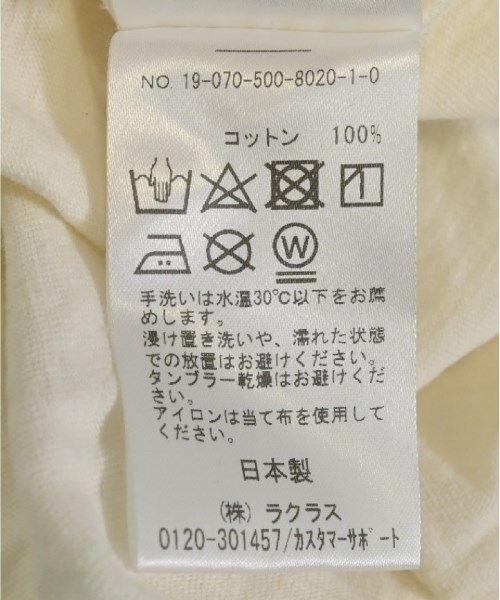 NO. 19-070-500-8020-1-0
コットン 100%
W
手洗いは水温30℃以下をお薦
めします。
浸け置き洗いや、濡れた状態
での放置はお避けください。
タンブラー乾燥はお避けくだ
さい。
アイロンは当て布を使用して
ください。
日本製
(株) ラクラス
0120-301457/カスタマーサポート